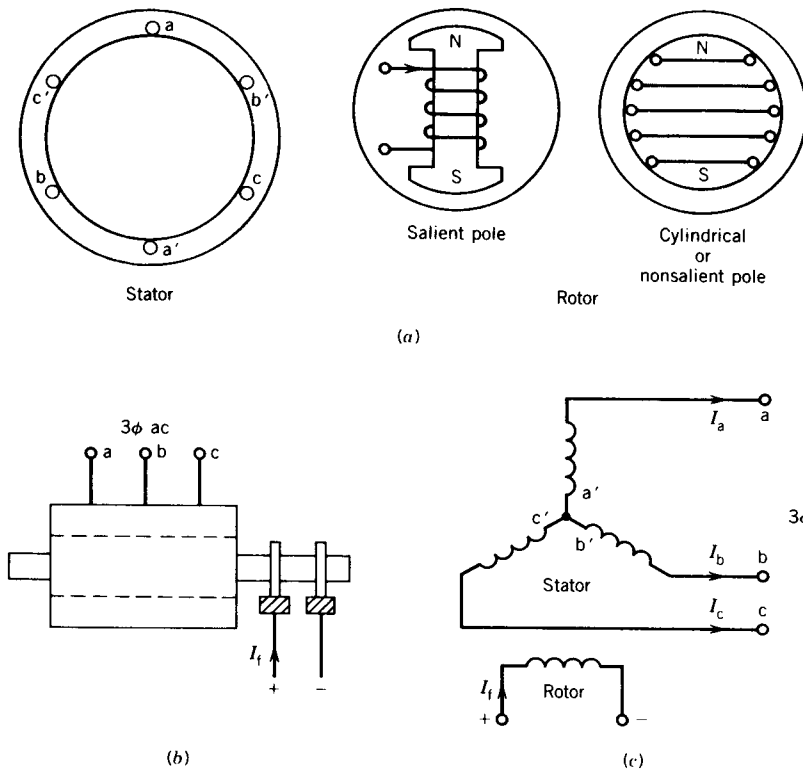 a
c′
b′
b
c
a′
Stator
N
S
Salient pole
N
S
Cylindrical
or
nonsalient pole
Rotor
(a)
3ϕ ac
a
b
c
I_f
+
−
(b)
I_a
a
a′
c′
b′
I_b
b
Stator
I_c
c
I_f
Rotor
+
−
(c)